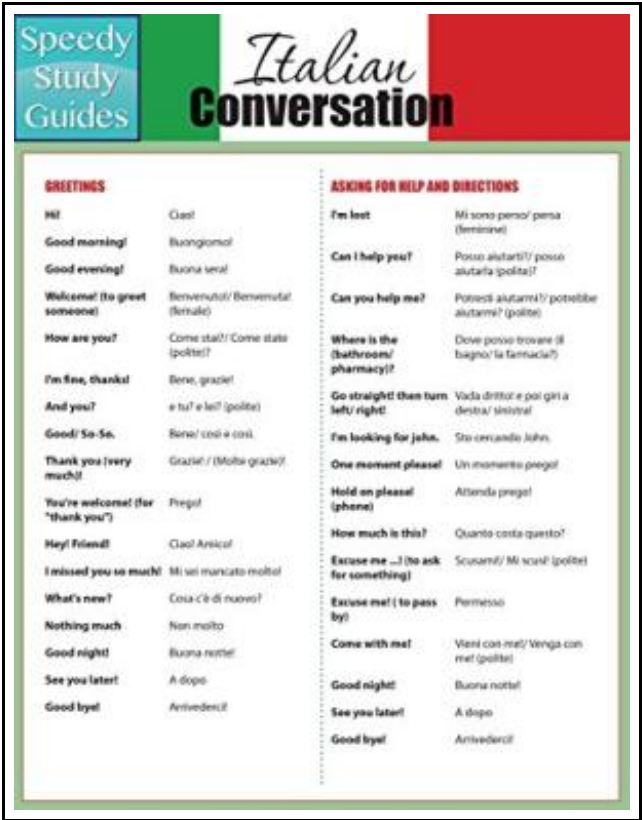 Speedy
Study
Guides
Italian
Conversation
GREETINGS
Hi! Ciao!
Good morning! Buongiorno!
Good evening! Buona sera!
Welcome! (to greet Benvenuto!/ Benvenuta!
someone) (female)
How are you? Come stai?/ Come state
(polite)?
I'm fine, thanks! Bene, grazie!
And you? e tu? e lei? (polite)
Good/ So-So. Bene/ così e così.
Thank you (very Grazie! / (Molte grazie)!
much)!
You're welcome! (for Prego!
"thank you")
Hey! Friend! Ciao! Amico!
I missed you so much! Mi sei mancato molto!
What's new? Cosa c'è di nuovo?
Nothing much Non molto
Good night! Buona notte!
See you later! A dopo
Good bye! Arrivederci!
ASKING FOR HELP AND DIRECTIONS
I'm lost Mi sono perso/ persa
(feminine)
Can I help you? Posso aiutarti?/ posso
aiutarla (polite)?
Can you help me? Potresti aiutarmi?/ potrebbe
aiutarmi? (polite)
Where is the Dove posso trovare (il
(bathroom/ bagno/ la farmacia?)
pharmacy)?
Go straight! then turn Vada dritto! e poi giri a
left/ right! destra/ sinistra!
I'm looking for john. Sto cercando John.
One moment please! Un momento prego!
Hold on please! Attenda prego!
(phone)
How much is this? Quanto costa questo?
Excuse me ...! (to ask Scusami!/ Mi scusi! (polite)
for something)
Excuse me! ( to pass Permesso
by)
Come with me! Vieni con me!/ Venga con
me! (polite)
Good night! Buona notte!
See you later! A dopo
Good bye! Arrivederci!